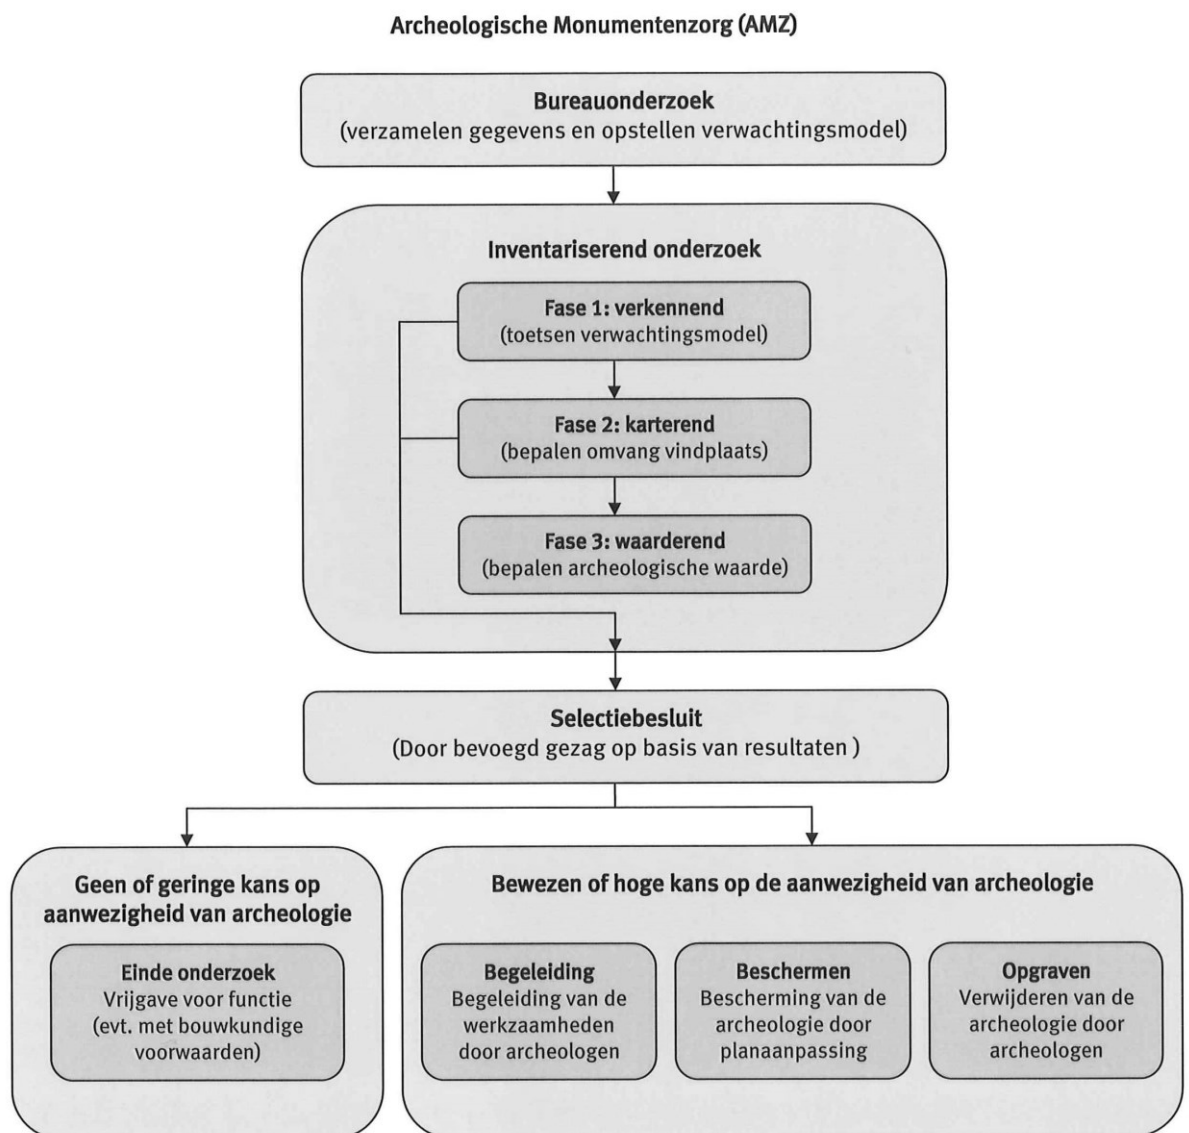 Archeologische Monumentenzorg (AMZ)
Bureauonderzoek
(verzamelen gegevens en opstellen verwachtingsmodel)
Inventariserend onderzoek
Fase 1: verkennend
(toetsen verwachtingsmodel)
Fase 2: karterend
(bepalen omvang vindplaats)
Fase 3: waarderend
(bepalen archeologische waarde)
Selectiebesluit
(Door bevoegd gezag op basis van resultaten )
Geen of geringe kans op
aanwezigheid van archeologie
Einde onderzoek
Vrijgave voor functie
(evt. met bouwkundige
voorwaarden)
Bewezen of hoge kans op de aanwezigheid van archeologie
Begeleiding
Begeleiding van de
werkzaamheden
door archeologen
Beschermen
Bescherming van de
archeologie door
planaanpassing
Opgraven
Verwijderen van de
archeologie door
archeologen